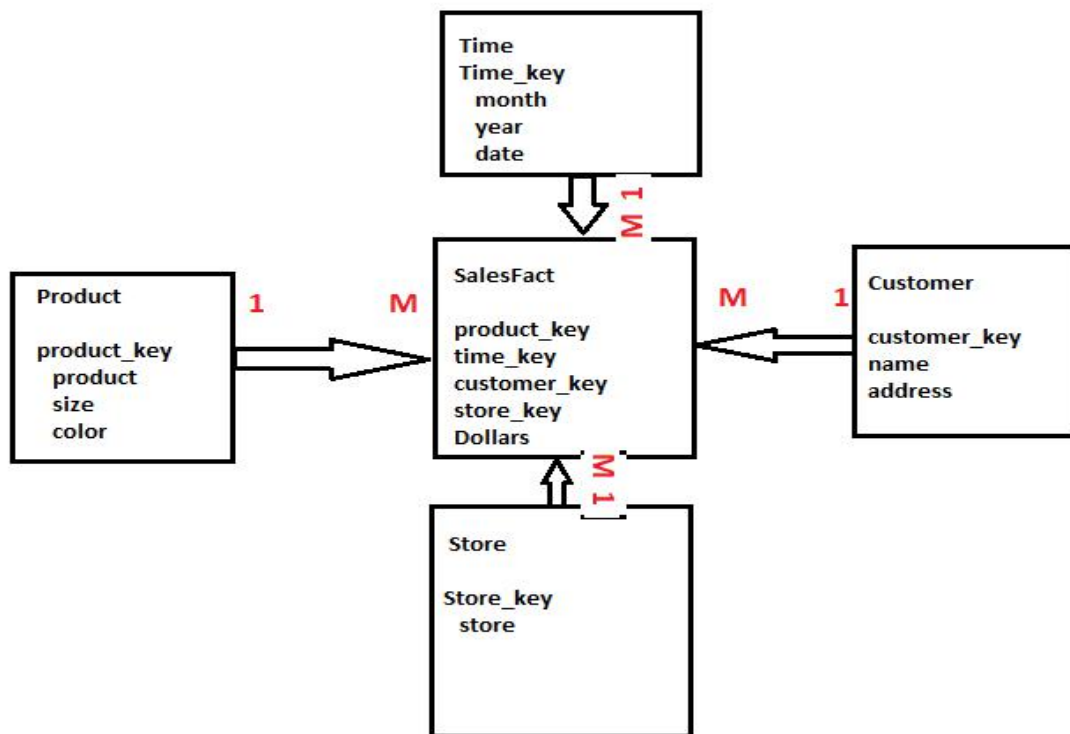 Time
Time_key
month
year
date
M 1
Product
product_key
product
size
color
1
M
SalesFact
product_key
time_key
customer_key
store_key
Dollars
M
1
Customer
customer_key
name
address
M 1
Store
Store_key
store